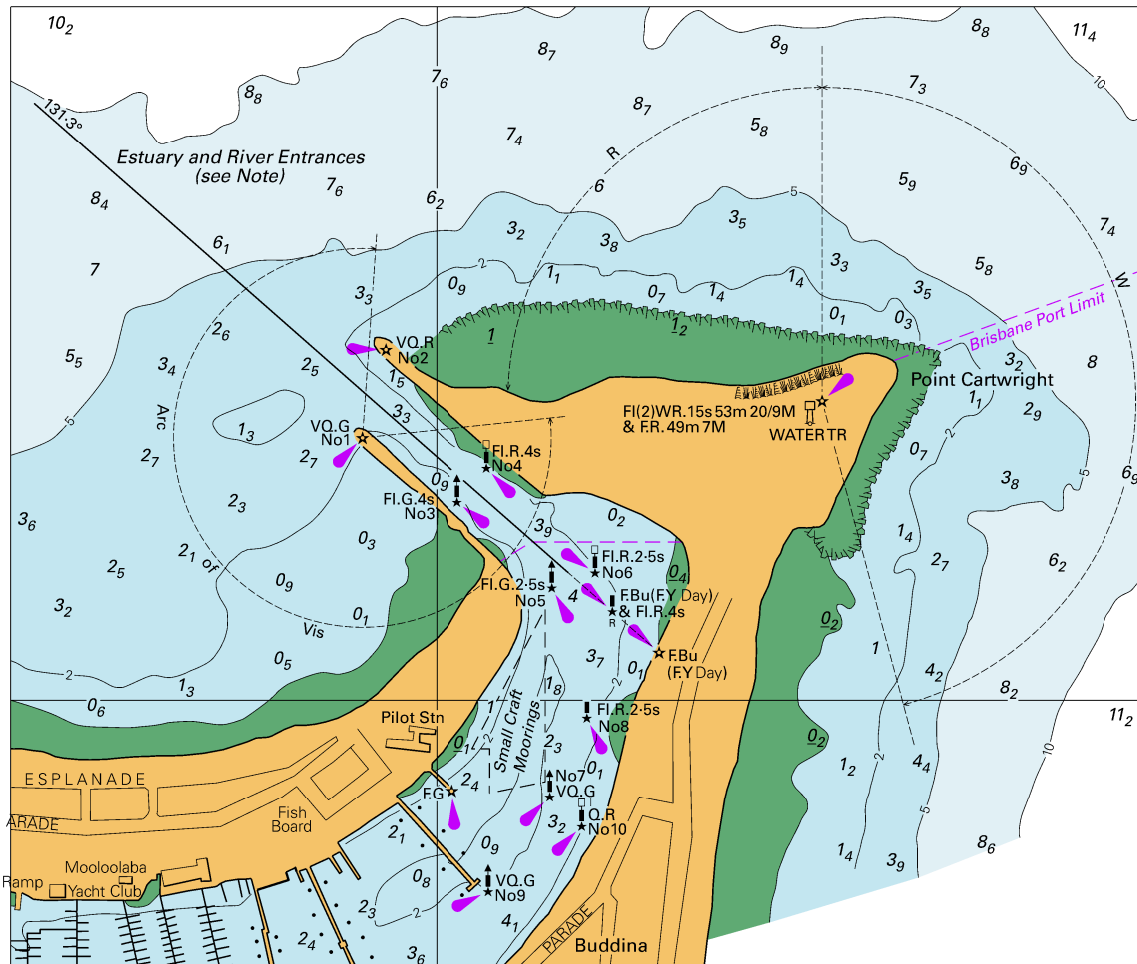 10₂
8₇
8₉
8₈
11₄
7₆
7₃
10
8₈
8₇
131·3°
5₈
7₄
R
Estuary and River Entrances
(see Note)
6₉
7₆
6
5₉
5
8₄
6₂
3₅
7₄
6₁
3₂
3₈
3₃
5₈
7
2
1₁
1₄
W
3₃
0₉
0₇
1₄
3₅
Brisbane Port Limit
0₁
0₃
2₆
1
1₂
VQ.R
No2
5₅
3₄
2₅
3₂
8
1₅
Point Cartwright
Fl(2)WR.15s 53m 20/9M
& F.R. 49m 7M
1₁
2₉
Arc
3₃
WATER TR
5
1₃
VQ.G
No1
2
2₇
2₇
0₇
Fl.R.4s
No4
5
6₉
0₉
3₈
2₃
Fl.G.4s
No3
3₆
3₉
0₂
1₄
0₃
6₂
2₁ of
2₇
2₅
0₉
Fl.R.2·5s
No6
0₄
Fl.G.2·5s
No5
4
F.Bu(F.Y Day)
& Fl.R.4s
R
3₂
0₁
0₂
Vis
1
0₅
3₇
0₁
F.Bu
(F.Y Day)
4₂
2
1₃
1₈
8₂
0₆
1
Fl.R.2·5s
No8
11₂
Pilot Stn
0₁
2
Small Craft
Moorings
2₃
0₂
10
2
ESPLANADE
2₄
No7
VQ.G
0₁
1₂
4₄
F.G
Q.R
No10
5
ARADE
Fish
Board
2₁
3₂
0₉
1₄
3₉
8₆
Mooloolaba
Yacht Club
Ramp
0₈
VQ.G
No9
2₃
2
4₁
2
2₄
3₆
PARADE
Buddina